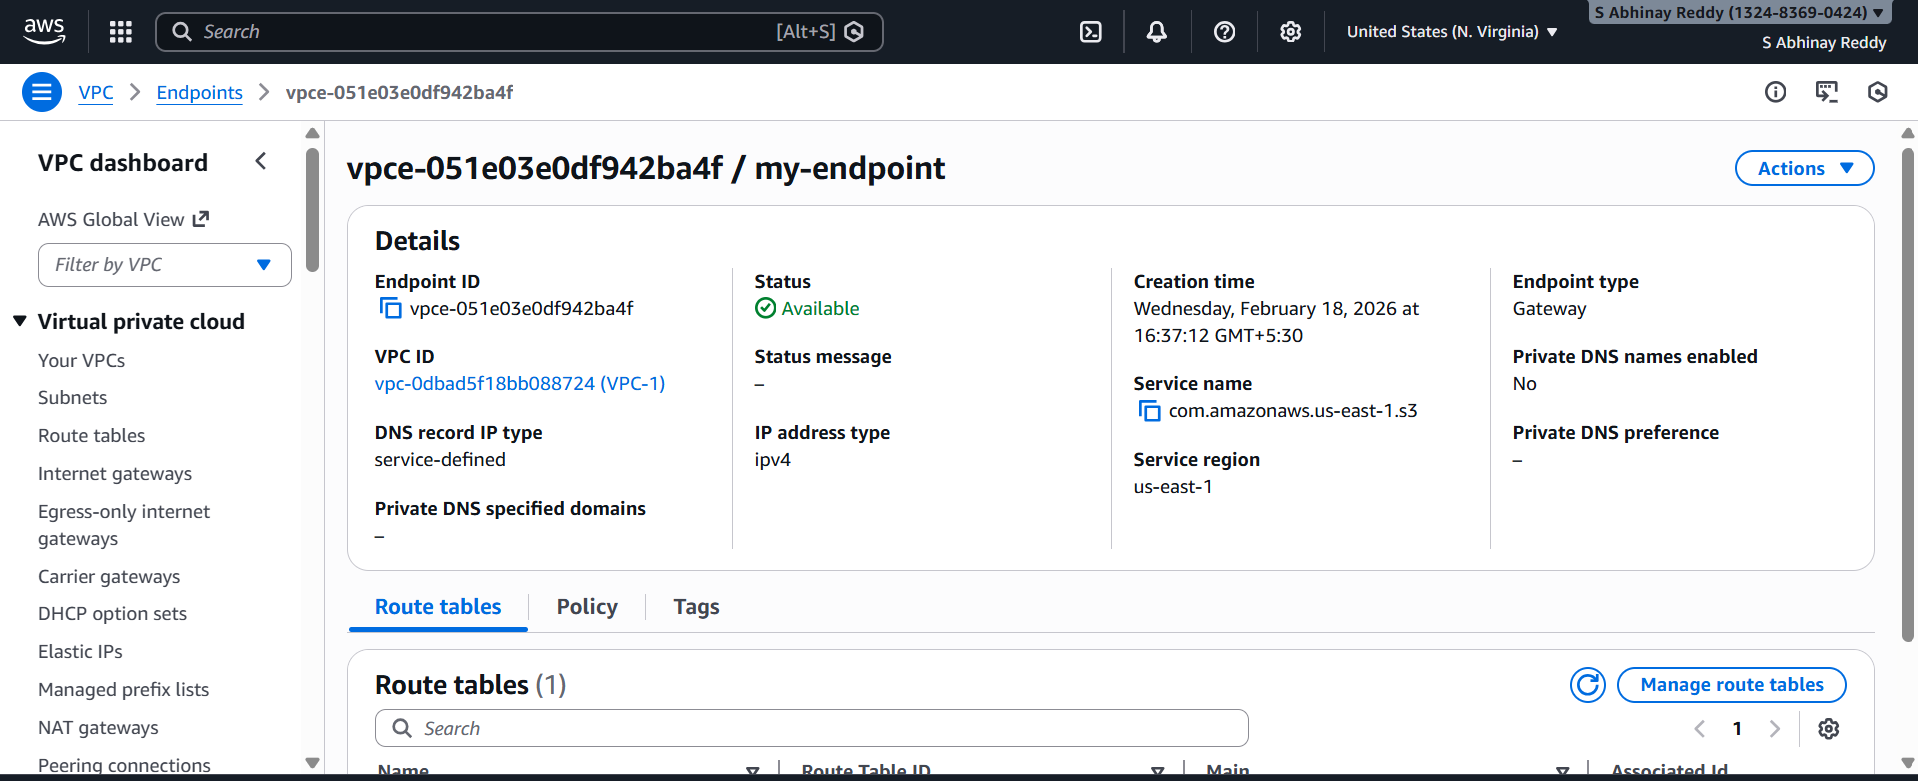 aws
Search
[Alt+S]
United States (N. Virginia)
S Abhinay Reddy (1324-8369-0424)
S Abhinay Reddy
VPC
Endpoints
vpce-051e03e0df942ba4f
VPC dashboard
AWS Global View
Filter by VPC
Virtual private cloud
Your VPCs
Subnets
Route tables
Internet gateways
Egress-only internet
gateways
Carrier gateways
DHCP option sets
Elastic IPs
Managed prefix lists
NAT gateways
Peering connections
vpce-051e03e0df942ba4f / my-endpoint
Actions
Details
Endpoint ID
vpce-051e03e0df942ba4f
VPC ID
vpc-0dbad5f18bb088724 (VPC-1)
DNS record IP type
service-defined
Private DNS specified domains
–
Status
Available
Status message
–
IP address type
ipv4
Creation time
Wednesday, February 18, 2026 at
16:37:12 GMT+5:30
Service name
com.amazonaws.us-east-1.s3
Service region
us-east-1
Endpoint type
Gateway
Private DNS names enabled
No
Private DNS preference
–
Route tables
Policy
Tags
Route tables (1)
Manage route tables
Search
1
Name
Route Table ID
Main
Associated Id